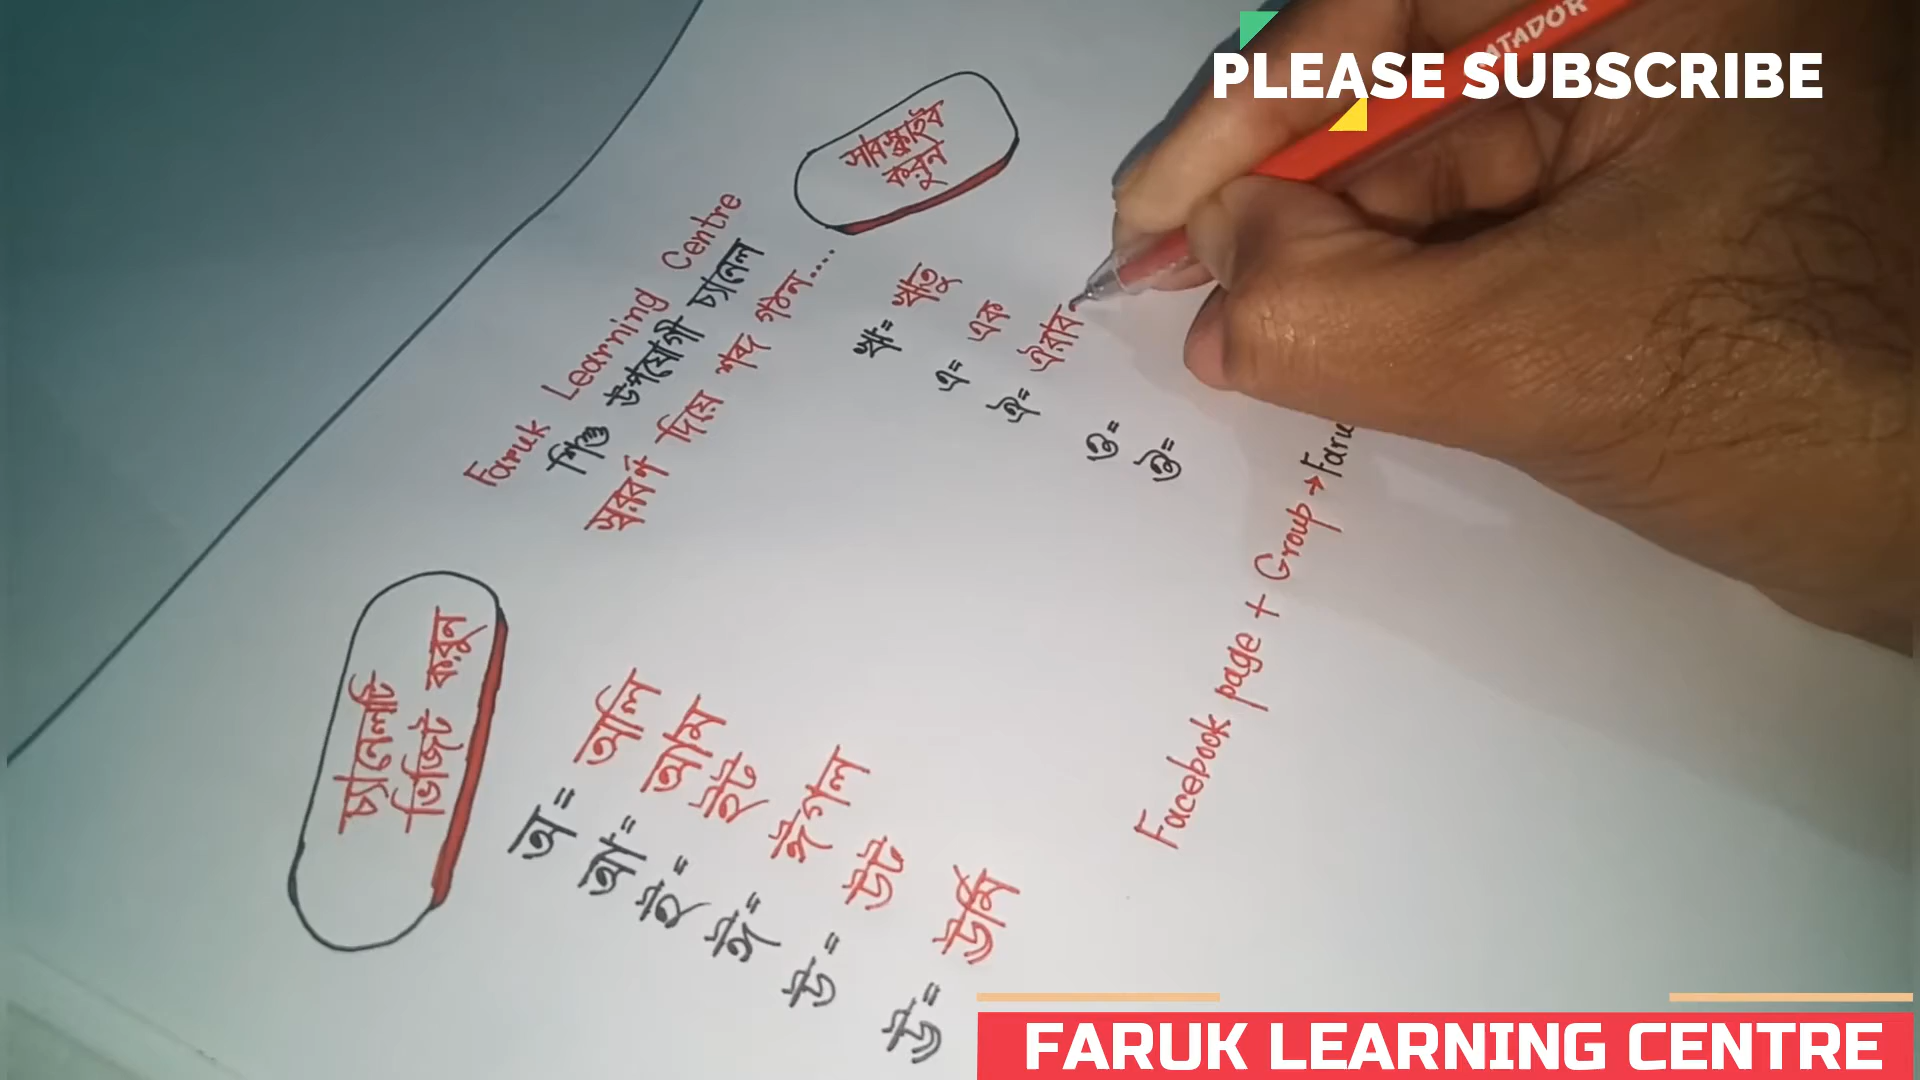 PLEASE SUBSCRIBE
MATADOR
Faruk Learning Centre
শিশু উপযোগী চ্যানেল
স্বরবর্ণ দিয়ে শব্দ গঠন....
সাবস্ক্রাইব
করুন
চ্যানেলটি
ভিজিট করুন
অ= অলি
আ= আম
ই= ইট
ঈ= ঈগল
উ= উট
ঊ= ঊর্মি
ঋ= ঋতু
এ= এক
ঐ= ঐরাব
ও=
ঔ=
Facebook page + Group → Faru
FARUK LEARNING CENTRE